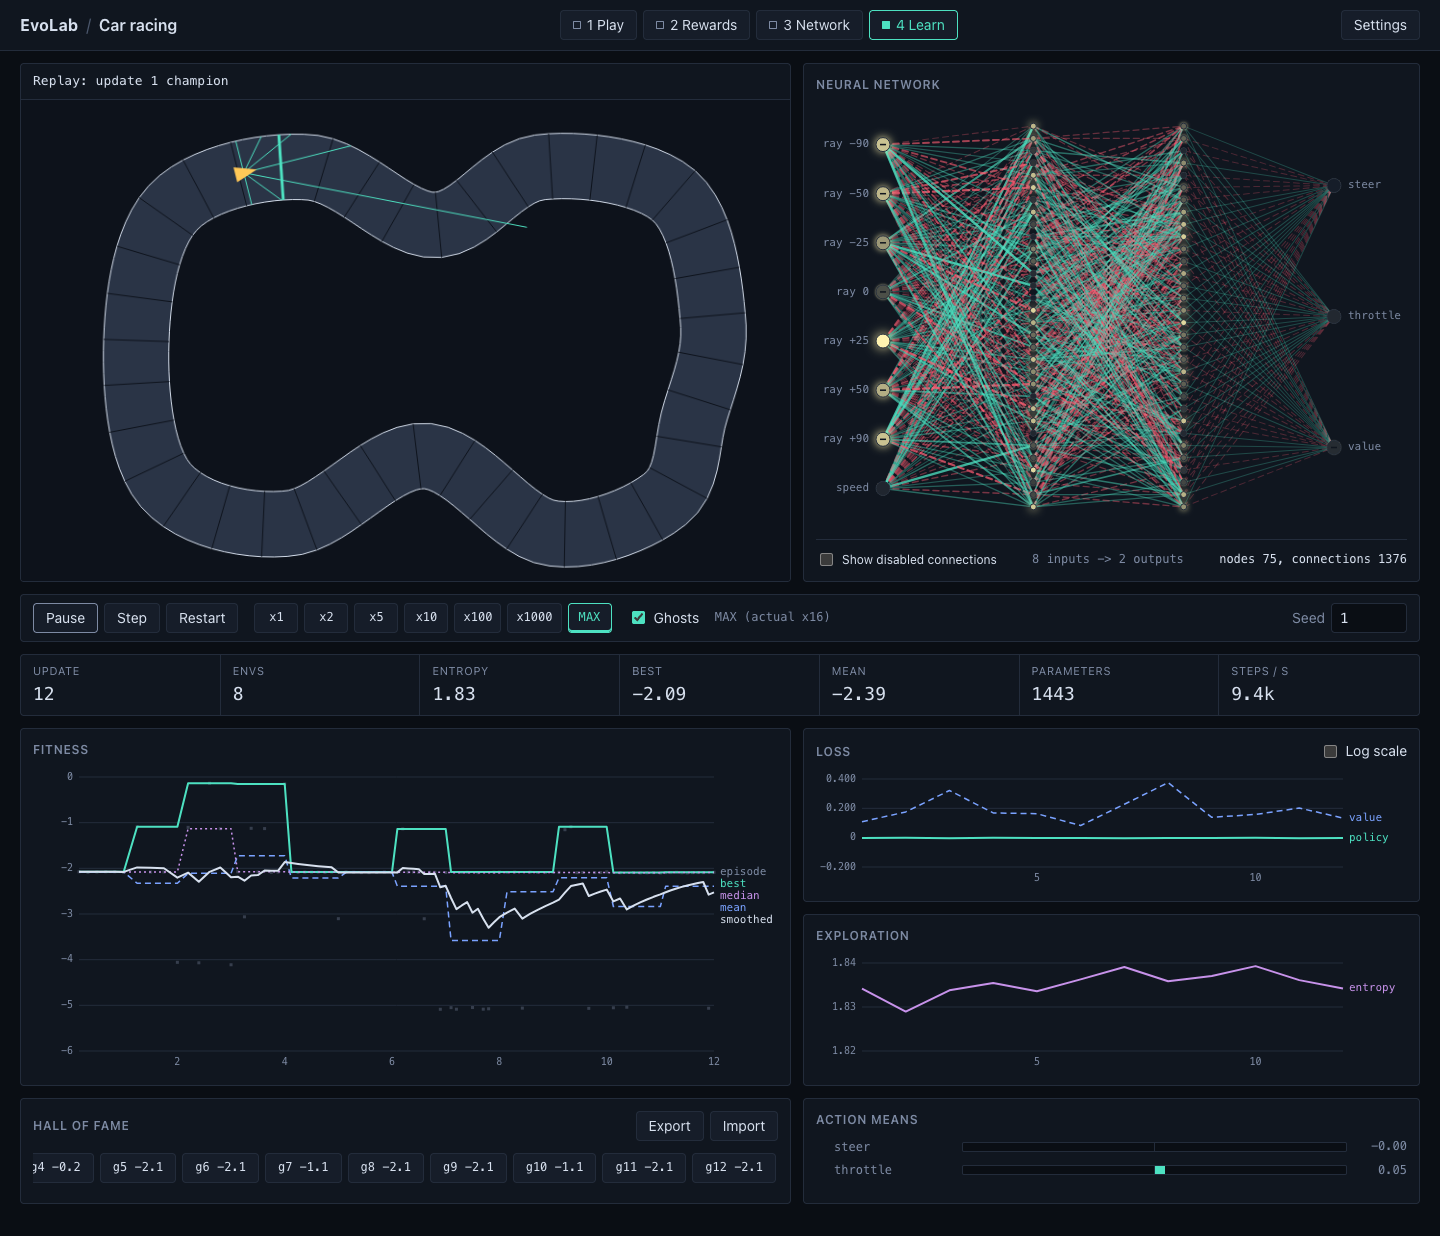 EvoLab / Car racing
1 Play
2 Rewards
3 Network
4 Learn
Settings
Replay: update 1 champion
NEURAL NETWORK
ray −90
ray −50
ray −25
ray 0
ray +25
ray +50
ray +90
speed
steer
throttle
value
Show disabled connections
8 inputs −> 2 outputs
nodes 75, connections 1376
Pause
Step
Restart
x1
x2
x5
x10
x100
x1000
MAX
Ghosts
MAX (actual x16)
Seed
1
UPDATE
12
ENVS
8
ENTROPY
1.83
BEST
−2.09
MEAN
−2.39
PARAMETERS
1443
STEPS / S
9.4k
FITNESS
0
−1
−2
−3
−4
−5
−6
2
4
6
8
10
12
episode
best
median
mean
smoothed
LOSS
Log scale
0.400
0.200
0
−0.200
5
10
value
policy
EXPLORATION
1.84
1.83
1.82
5
10
entropy
HALL OF FAME
Export
Import
g4 −0.2
g5 −2.1
g6 −2.1
g7 −1.1
g8 −2.1
g9 −2.1
g10 −1.1
g11 −2.1
g12 −2.1
ACTION MEANS
steer
−0.00
throttle
0.05